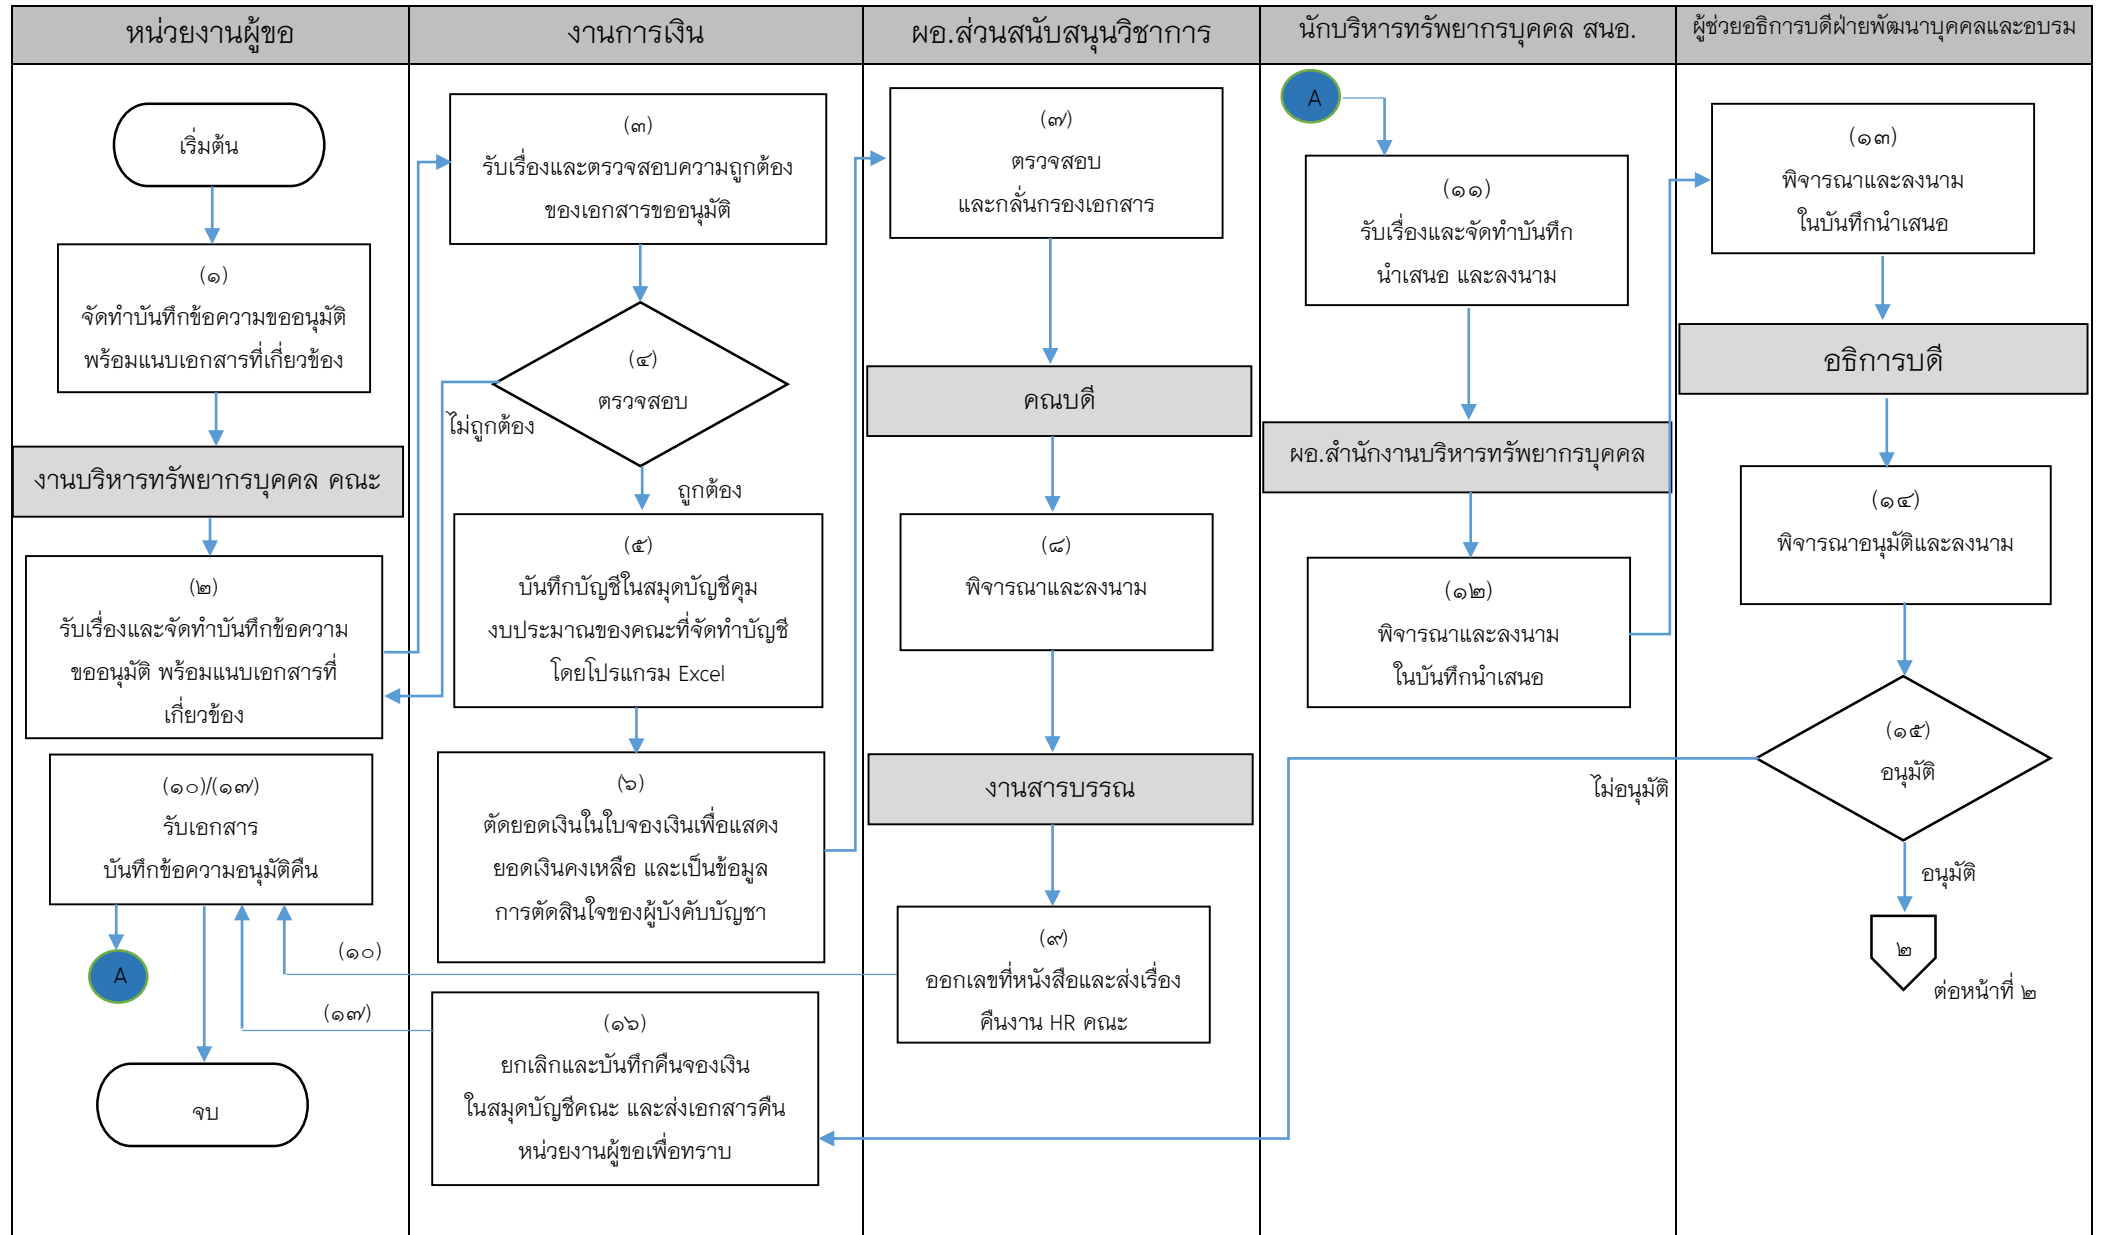 หน่วยงานผู้ขอ
เริ่มต้น
(๑)
จัดทำบันทึกข้อความขออนุมัติ
พร้อมแนบเอกสารที่เกี่ยวข้อง
งานบริหารทรัพยากรบุคคล คณะ
(๒)
รับเรื่องและจัดทำบันทึกข้อความ
ขออนุมัติ พร้อมแนบเอกสารที่
เกี่ยวข้อง
(๑๐)/(๑๗)
รับเอกสาร
บันทึกข้อความอนุมัติคืน
A
(๑๐)
(๑๗)
จบ
งานการเงิน
(๓)
รับเรื่องและตรวจสอบความถูกต้อง
ของเอกสารขออนุมัติ
(๔)
ตรวจสอบ
ไม่ถูกต้อง
ถูกต้อง
(๕)
บันทึกบัญชีในสมุดบัญชีคุม
งบประมาณของคณะที่จัดทำบัญชี
โดยโปรแกรม Excel
(๖)
ตัดยอดเงินในใบจองเงินเพื่อแสดง
ยอดเงินคงเหลือ และเป็นข้อมูล
การตัดสินใจของผู้บังคับบัญชา
(๑๖)
ยกเลิกและบันทึกคืนจองเงิน
ในสมุดบัญชีคณะ และส่งเอกสารคืน
หน่วยงานผู้ขอเพื่อทราบ
ผอ.ส่วนสนับสนุนวิชาการ
(๗)
ตรวจสอบ
และกลั่นกรองเอกสาร
คณบดี
(๘)
พิจารณาและลงนาม
งานสารบรรณ
(๙)
ออกเลขที่หนังสือและส่งเรื่อง
คืนงาน HR คณะ
นักบริหารทรัพยากรบุคคล สนอ.
A
(๑๑)
รับเรื่องและจัดทำบันทึก
นำเสนอ และลงนาม
ผอ.สำนักงานบริหารทรัพยากรบุคคล
(๑๒)
พิจารณาและลงนาม
ในบันทึกนำเสนอ
ไม่อนุมัติ
ผู้ช่วยอธิการบดีฝ่ายพัฒนาบุคคลและอบรม
(๑๓)
พิจารณาและลงนาม
ในบันทึกนำเสนอ
อธิการบดี
(๑๔)
พิจารณาอนุมัติและลงนาม
(๑๕)
อนุมัติ
อนุมัติ
๒
ต่อหน้าที่ ๒